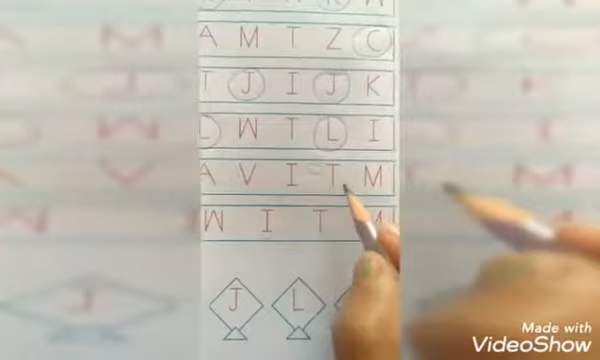 A M T Z C
T J I J K
L W T L I
A V I T M
W I T M
J L
Made with
VideoShow